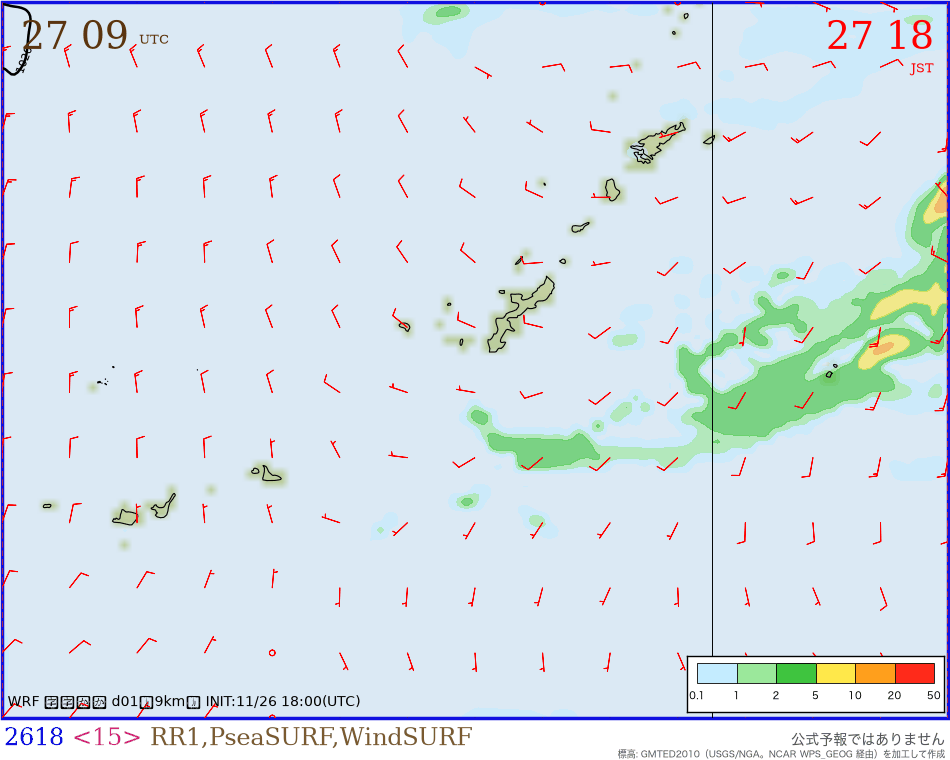 27 09 UTC
27 18
JST
WRF d01 9km INIT:11/26 18:00(UTC)
0.1 1 2 5 10 20 50
2618 <15> RR1,PseaSURF,WindSURF
公式予報ではありません
標高: GMTED2010（USGS/NGA。NCAR WPS_GEOG 経由）を加工して作成